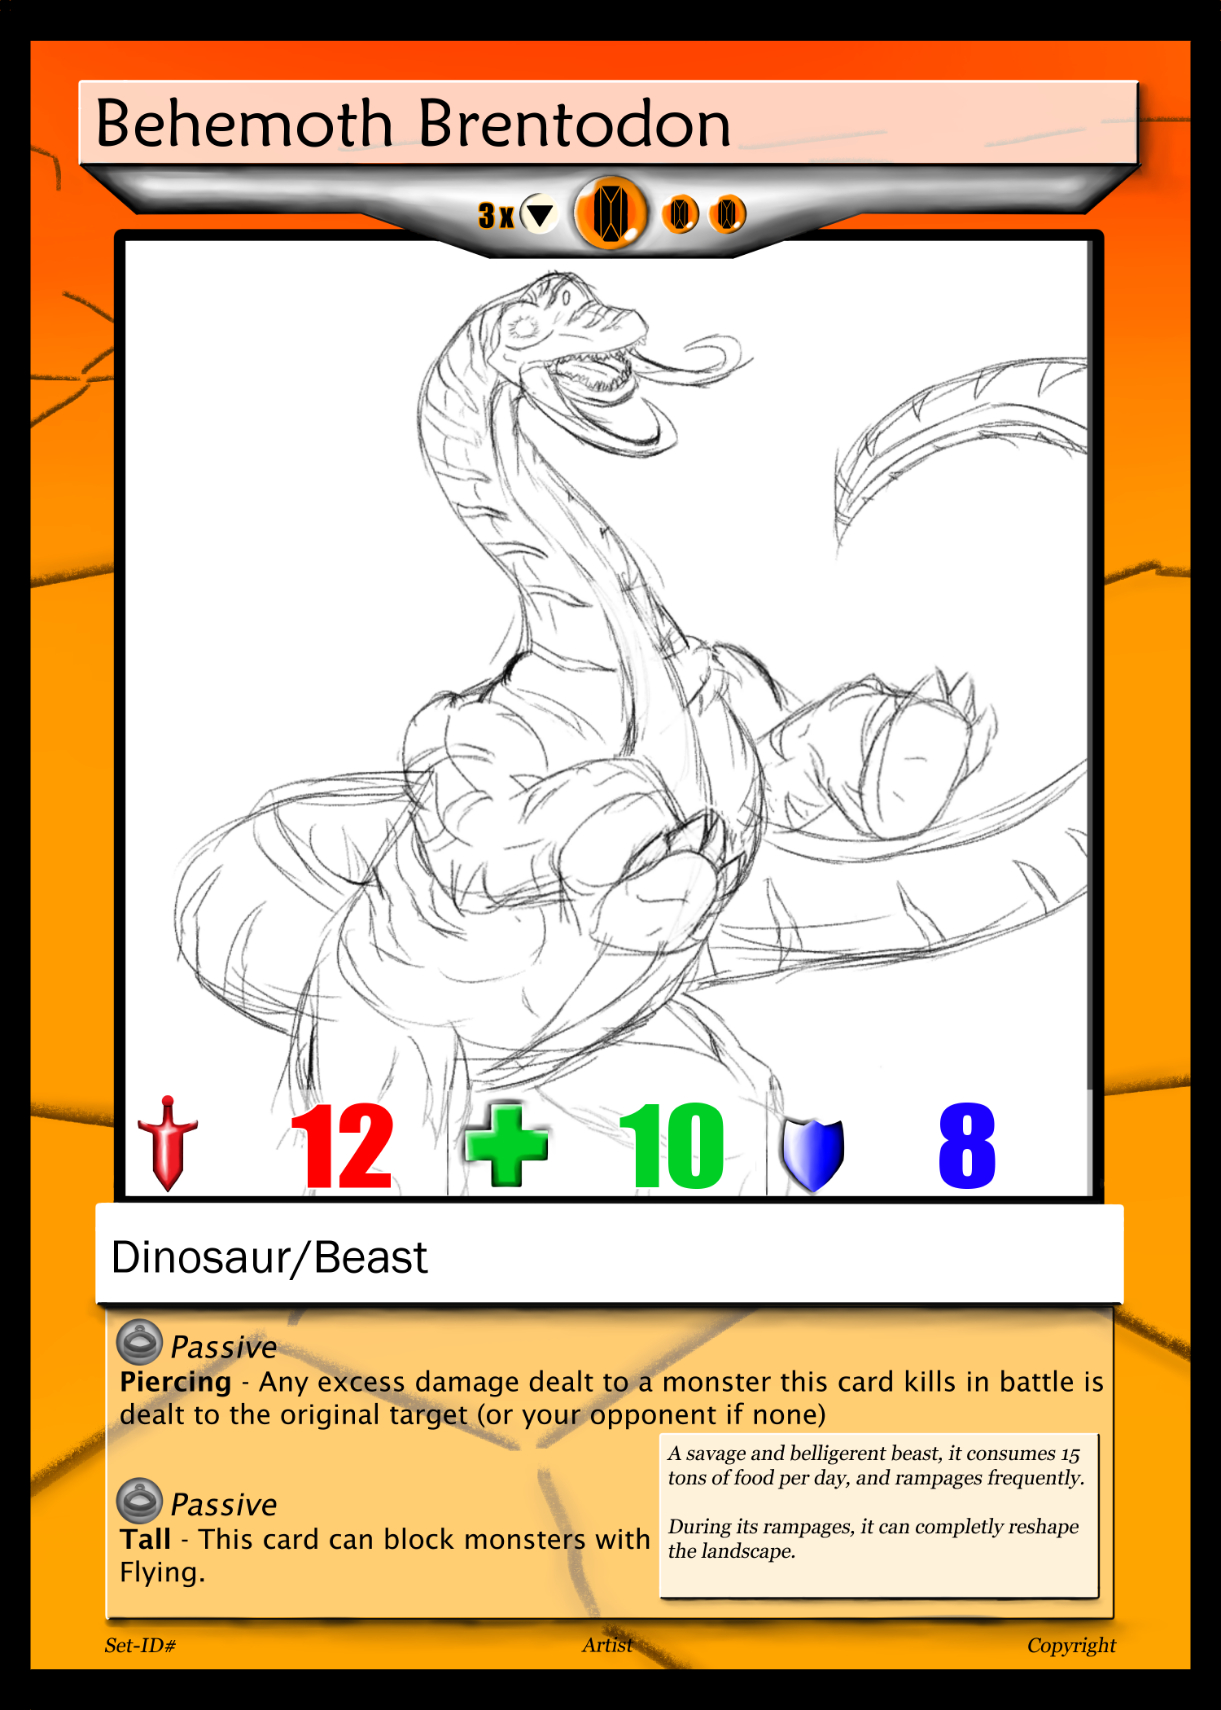 Behemoth Brentodon
3x
12 10 8
Dinosaur/Beast
Passive
Piercing - Any excess damage dealt to a monster this card kills in battle is
dealt to the original target (or your opponent if none)
Passive
Tall - This card can block monsters with
Flying.
A savage and belligerent beast, it consumes 15
tons of food per day, and rampages frequently.
During its rampages, it can completly reshape
the landscape.
Set-ID# Artist Copyright